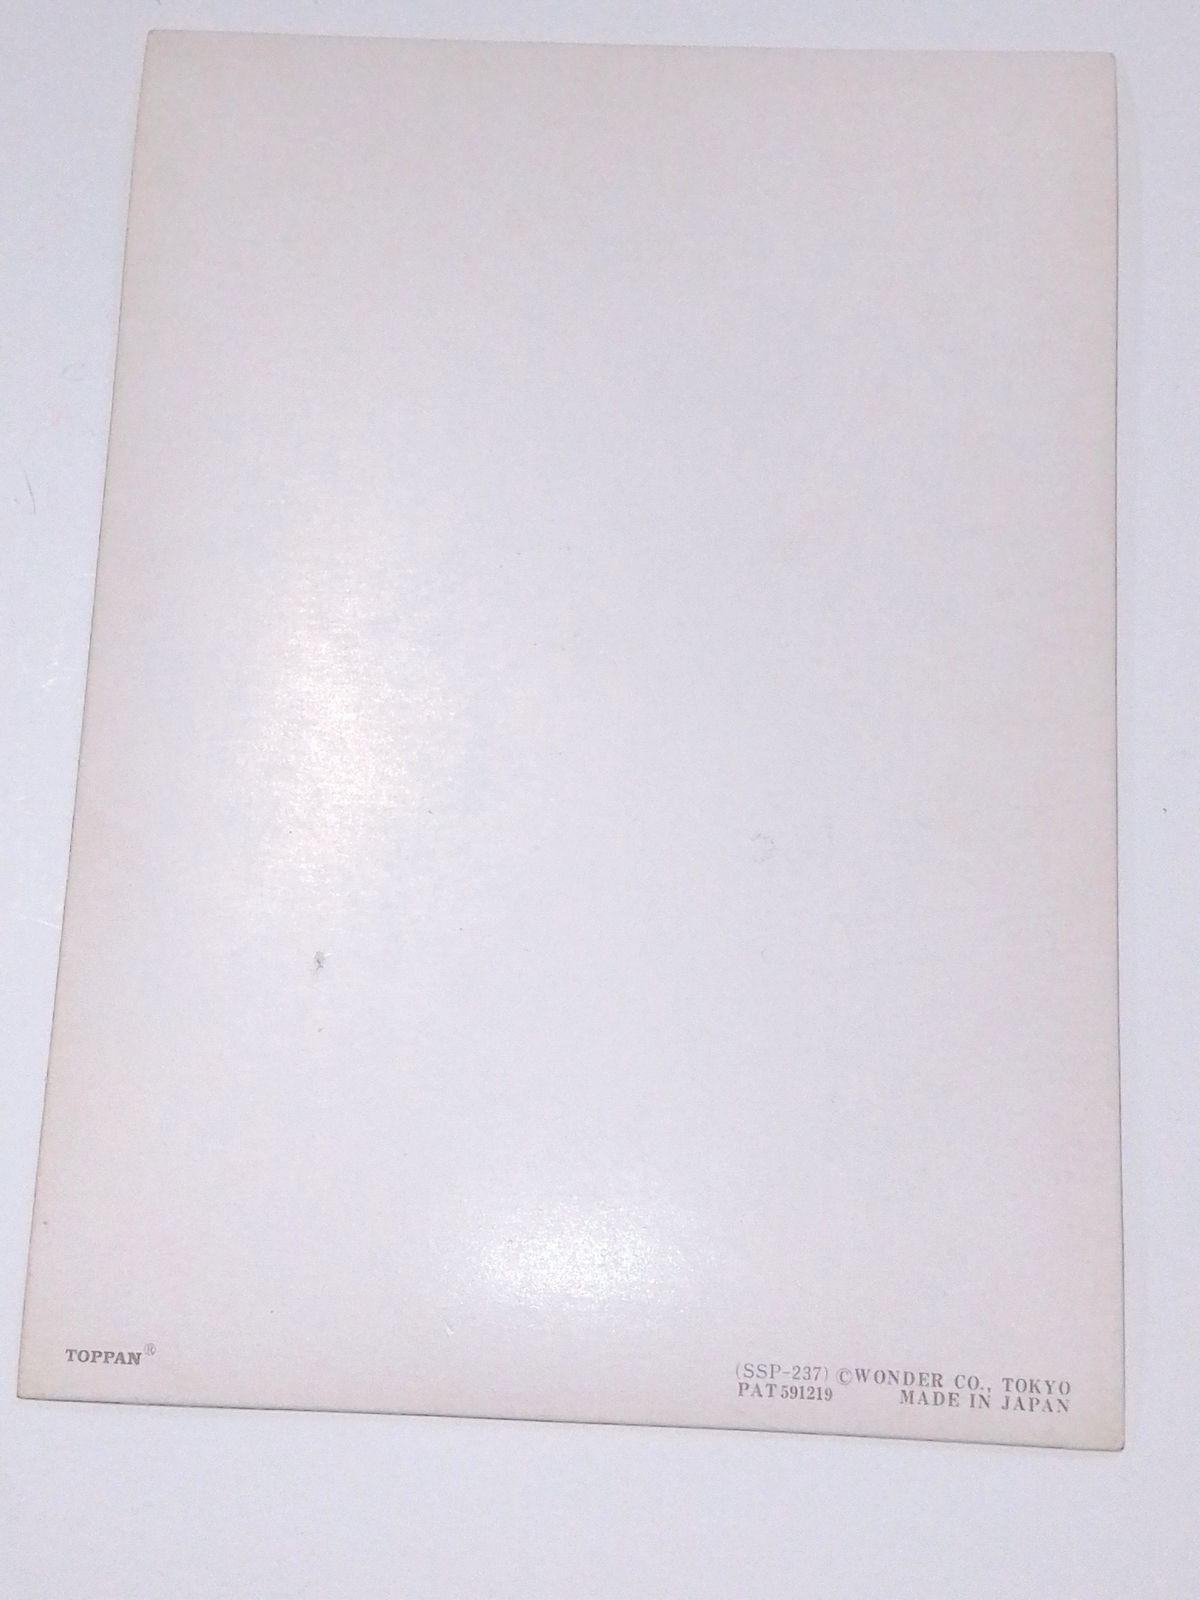 TOPPAN®
(SSP-237) ©WONDER CO., TOKYO
PAT 591219 MADE IN JAPAN